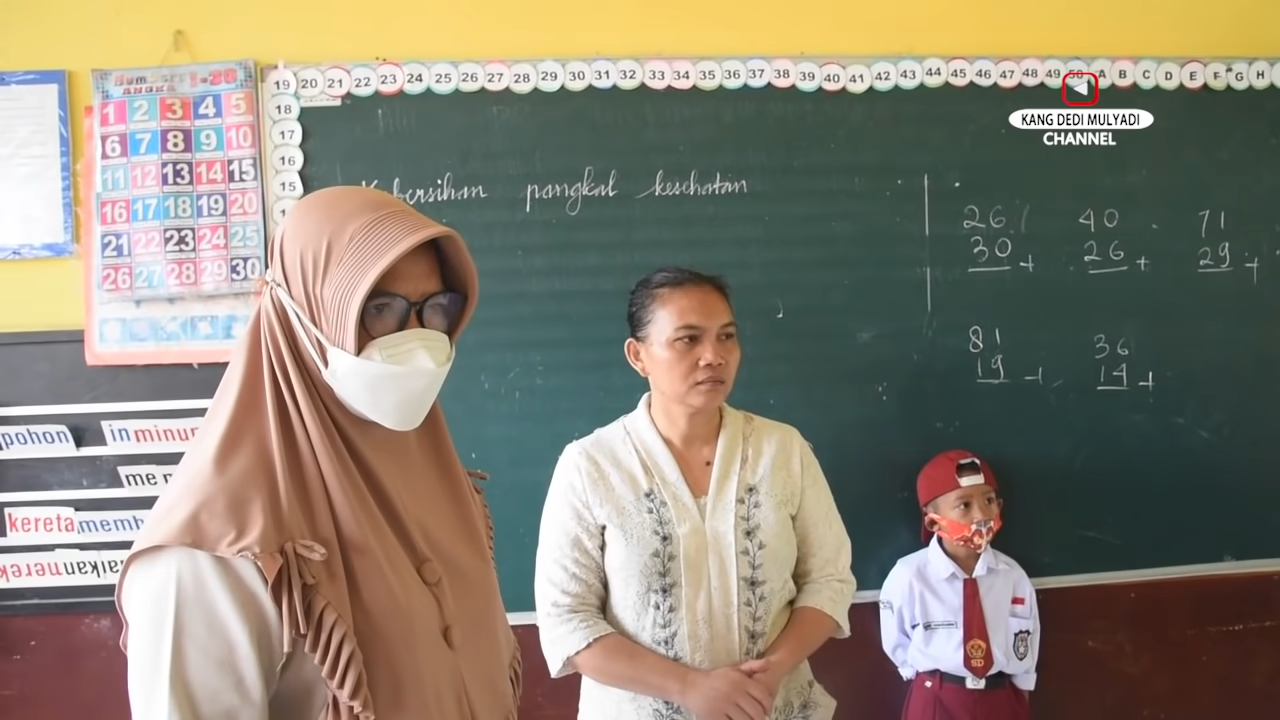 19 20 21 22 23 24 25 26 27 28 29 30 31 32 33 34 35 36 37 38 39 40 41 42 43 44 45 46 47 48 49 50 A B C D E F G H
18
17
16
15
ANGKA 1-30
1 2 3 4 5
6 7 8 9 10
11 12 13 14 15
16 17 18 19 20
21 22 23 24 25
26 27 28 29 30
KANG DEDI MULYADI
CHANNEL
pangkal kesehatan
26 40 71
30 + 26 + 29 +
81 36
19 + 14 +
pohon inminum
kereta
SD